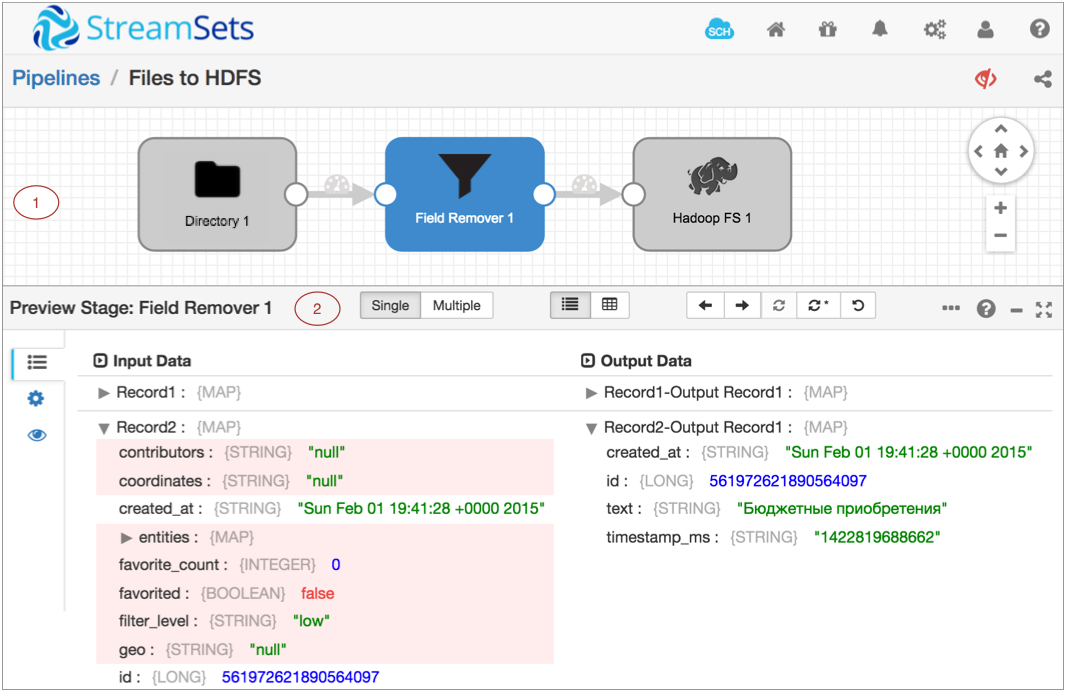 StreamSets
SCH
Pipelines / Files to HDFS
1
Directory 1
Field Remover 1
Hadoop FS 1
Preview Stage: Field Remover 1
2
Single
Multiple
Input Data
Output Data
Record1 : {MAP}
Record1-Output Record1 : {MAP}
Record2 : {MAP}
Record2-Output Record1 : {MAP}
contributors : {STRING} "null"
created_at : {STRING} "Sun Feb 01 19:41:28 +0000 2015"
coordinates : {STRING} "null"
id : {LONG} 561972621890564097
created_at : {STRING} "Sun Feb 01 19:41:28 +0000 2015"
text : {STRING} "Бюджетные приобретения"
entities : {MAP}
timestamp_ms : {STRING} "1422819688662"
favorite_count : {INTEGER} 0
favorited : {BOOLEAN} false
filter_level : {STRING} "low"
geo : {STRING} "null"
id : {LONG} 561972621890564097